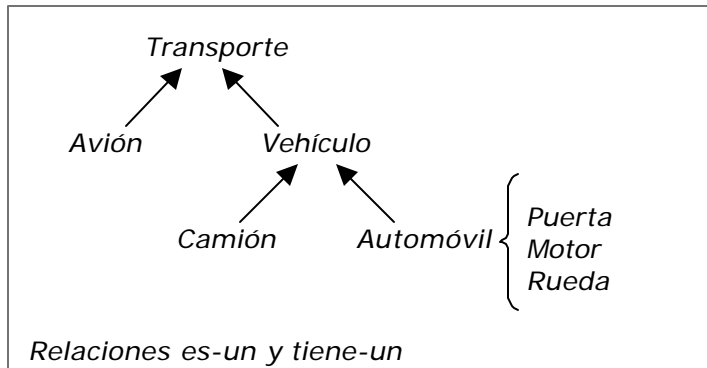 Transporte
Avión Vehículo
Camión Automóvil
Puerta
Motor
Rueda
Relaciones es-un y tiene-un